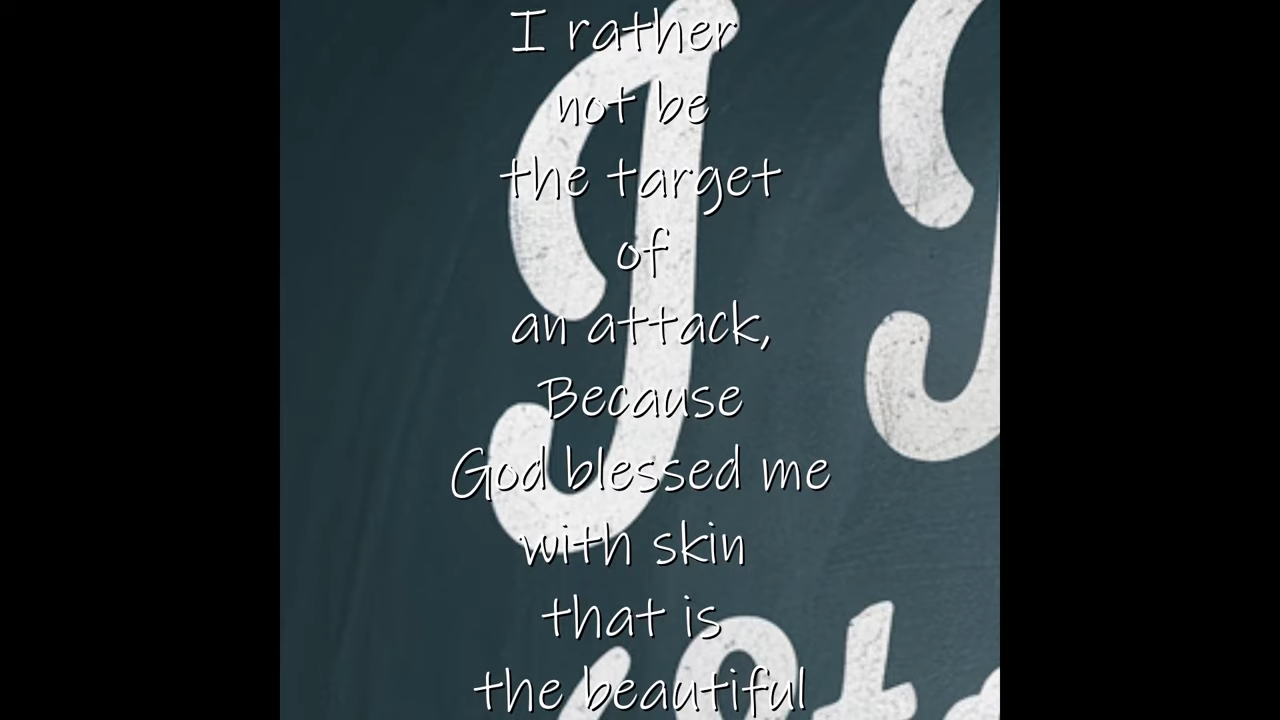 I rather
not be
the target
of
an attack,
Because
God blessed me
with skin
that is
the beautiful